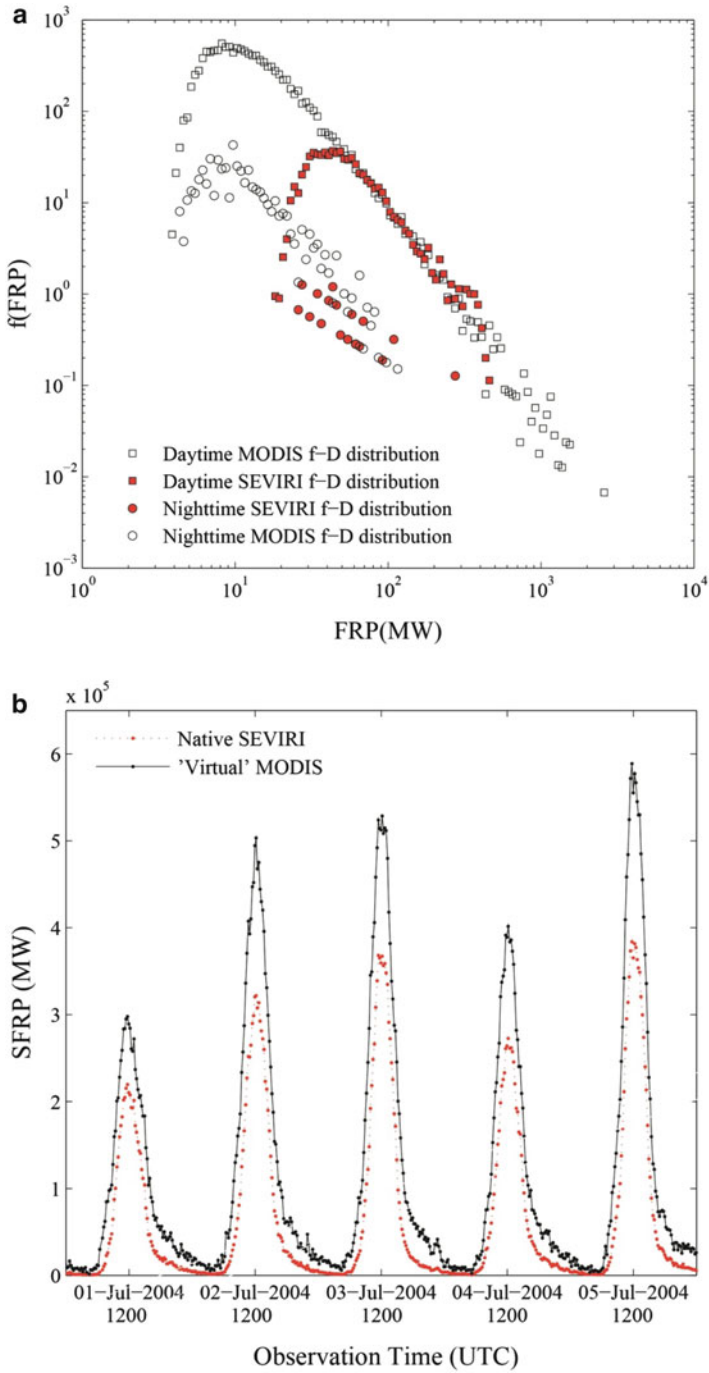 a
10^3
10^2
10^1
10^0
10^-1
10^-2
10^-3
f(FRP)
Daytime MODIS f-D distribution
Daytime SEVIRI f-D distribution
Nighttime SEVIRI f-D distribution
Nighttime MODIS f-D distribution
10^0 10^1 10^2 10^3 10^4
FRP(MW)
b
x 10^5
Native SEVIRI
'Virtual' MODIS
6
5
4
3
2
1
0
SFRP (MW)
01-Jul-2004 02-Jul-2004 03-Jul-2004 04-Jul-2004 05-Jul-2004
1200 1200 1200 1200 1200
Observation Time (UTC)